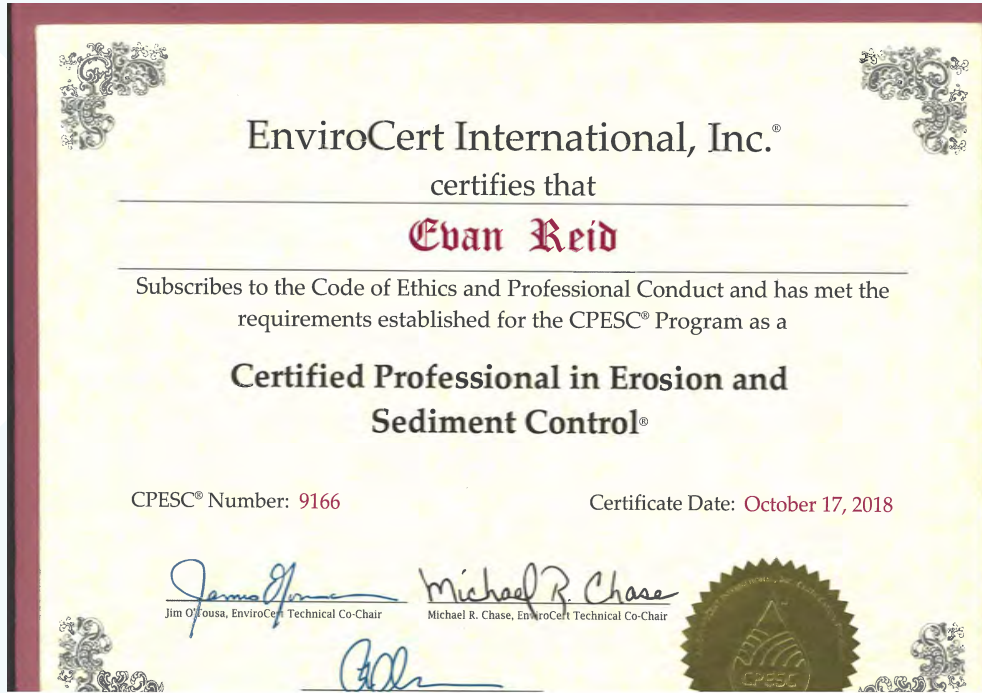 EnviroCert International, Inc.®
certifies that
Evan Reid
Subscribes to the Code of Ethics and Professional Conduct and has met the
requirements established for the CPESC® Program as a
Certified Professional in Erosion and
Sediment Control®
CPESC® Number: 9166 Certificate Date: October 17, 2018
Michael R. Chase
Jim O'Tousa, EnviroCert Technical Co-Chair Michael R. Chase, EnviroCert Technical Co-Chair
CPESC